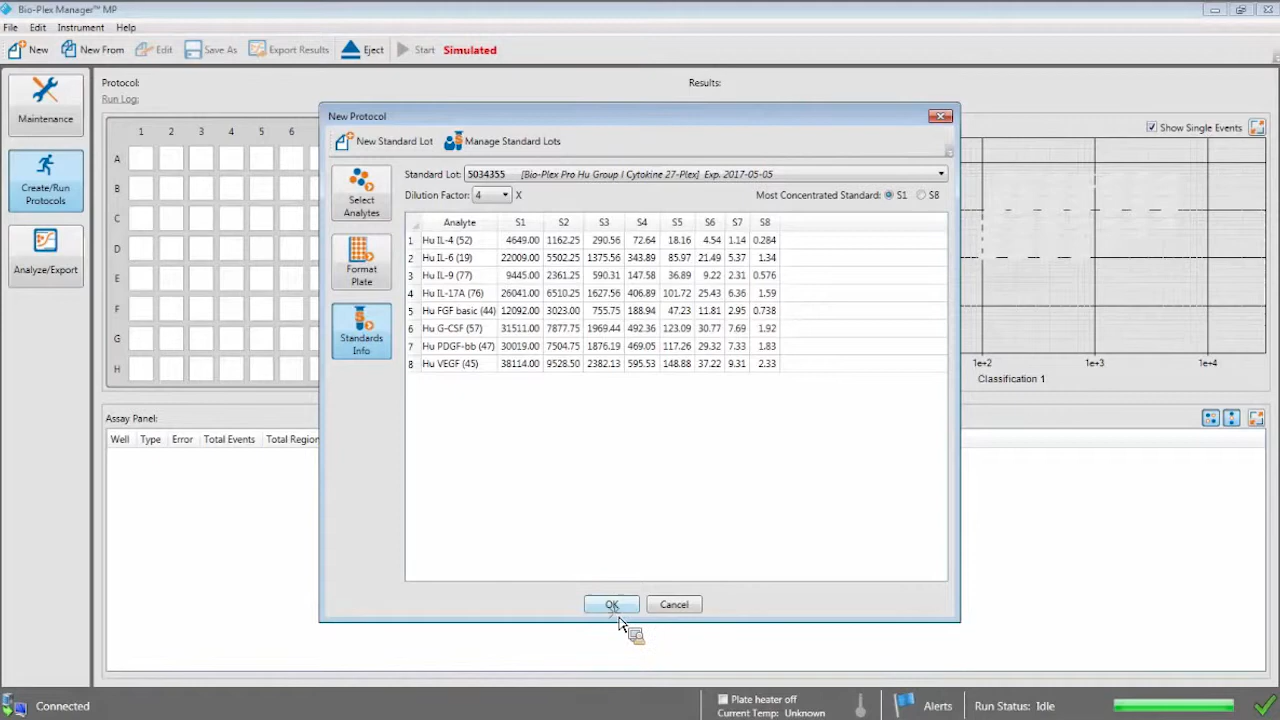 Bio-Plex Manager™ MP
File Edit Instrument Help
New New From Edit Save As Export Results Eject Start Simulated
Maintenance
Create/Run
Protocols
Analyze/Export
Protocol:
Run Log:
Results:
1 2 3 4 5 6
A
B
C
D
E
F
G
H
Show Single Events
1e+2 1e+3 1e+4
Classification 1
New Protocol
New Standard Lot Manage Standard Lots
Select
Analytes
Format
Plate
Standards
Info
Standard Lot: 5034355 [Bio-Plex Pro Hu Group I Cytokine 27-Plex] Exp. 2017-05-05
Dilution Factor: 4 X Most Concentrated Standard: S1 S8
Analyte S1 S2 S3 S4 S5 S6 S7 S8
1 Hu IL-4 (52) 4649.00 1162.25 290.56 72.64 18.16 4.54 1.14 0.284
2 Hu IL-6 (19) 22009.00 5502.25 1375.56 343.89 85.97 21.49 5.37 1.34
3 Hu IL-9 (77) 9445.00 2361.25 590.31 147.58 36.89 9.22 2.31 0.576
4 Hu IL-17A (76) 26041.00 6510.25 1627.56 406.89 101.72 25.43 6.36 1.59
5 Hu FGF basic (44) 12092.00 3023.00 755.75 188.94 47.23 11.81 2.95 0.738
6 Hu G-CSF (57) 31511.00 7877.75 1969.44 492.36 123.09 30.77 7.69 1.92
7 Hu PDGF-bb (47) 30019.00 7504.75 1876.19 469.05 117.26 29.32 7.33 1.83
8 Hu VEGF (45) 38114.00 9528.50 2382.13 595.53 148.88 37.22 9.31 2.33
OK Cancel
Assay Panel:
Well Type Error Total Events Total Region
Connected
Plate heater off
Current Temp: Unknown
Alerts
Run Status: Idle